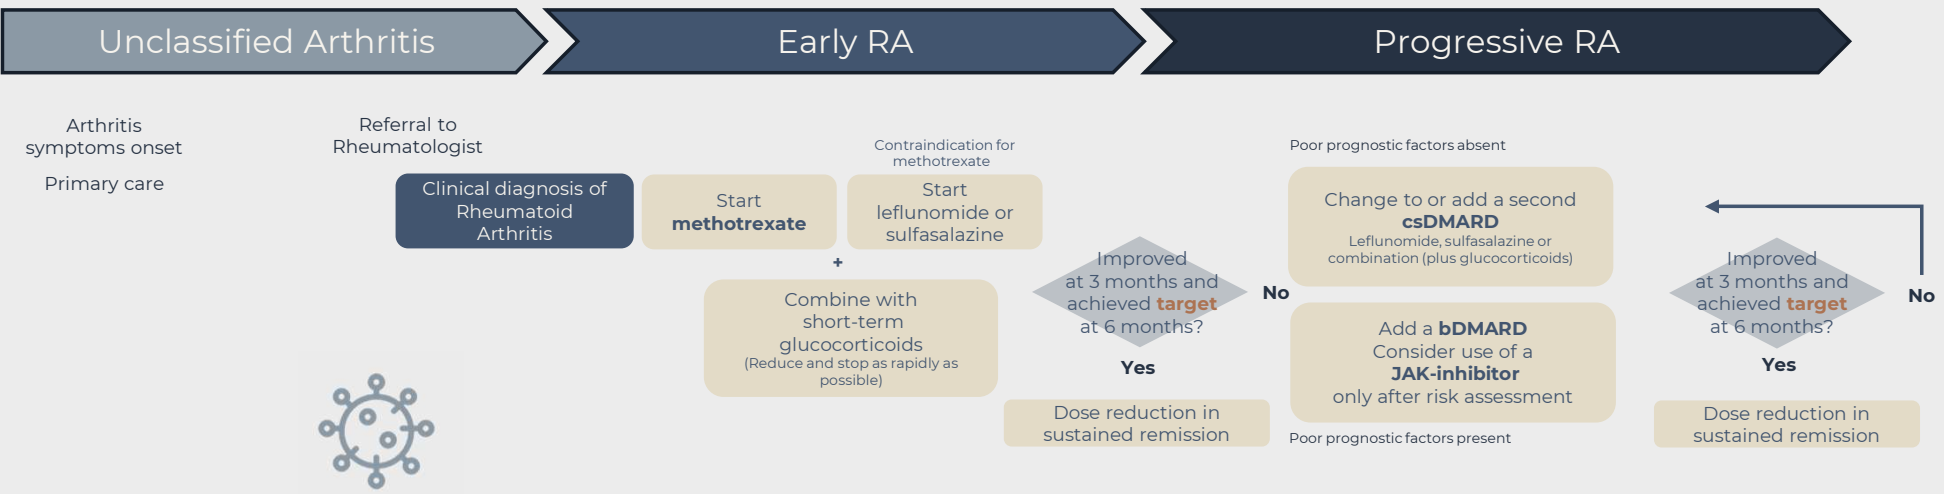 Unclassified Arthritis
Early RA
Progressive RA
Arthritis
symptoms onset
Primary care
Referral to
Rheumatologist
Clinical diagnosis of
Rheumatoid
Arthritis
Start
methotrexate
Contraindication for
methotrexate
Start
leflunomide or
sulfasalazine
+
Combine with
short-term
glucocorticoids
(Reduce and stop as rapidly as
possible)
Improved
at 3 months and
achieved target
at 6 months?
No
Yes
Dose reduction in
sustained remission
Poor prognostic factors absent
Change to or add a second
csDMARD
Leflunomide, sulfasalazine or
combination (plus glucocorticoids)
Add a bDMARD
Consider use of a
JAK-inhibitor
only after risk assessment
Poor prognostic factors present
Improved
at 3 months and
achieved target
at 6 months?
No
Yes
Dose reduction in
sustained remission